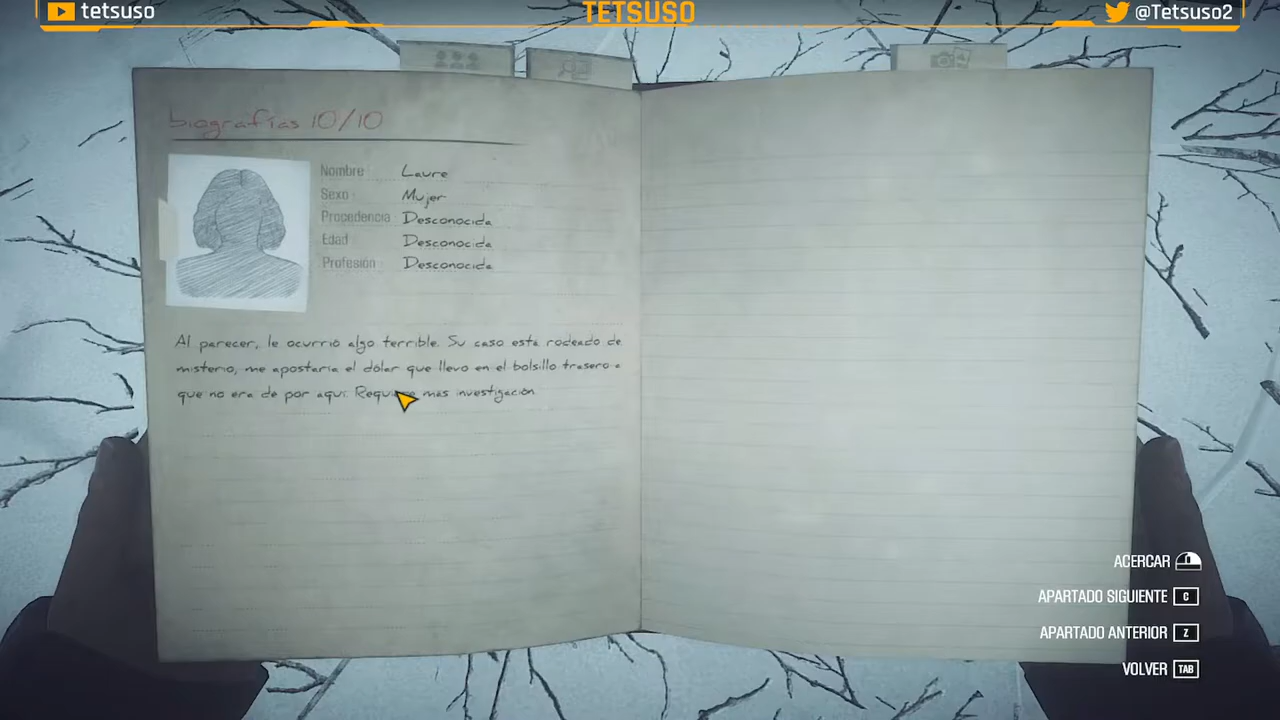 tetsuso
TETSUSO
@Tetsuso2
biografías 10/10
Nombre Laure
Sexo Mujer
Procedencia Desconocida
Edad Desconocida
Profesión Desconocida
Al parecer, le ocurrió algo terrible. Su caso está rodeado de
misterio, me apostaría el dólar que llevo en el bolsillo trasero a
que no era de por aquí. más investigación
ACERCAR
APARTADO SIGUIENTE C
APARTADO ANTERIOR Z
VOLVER TAB